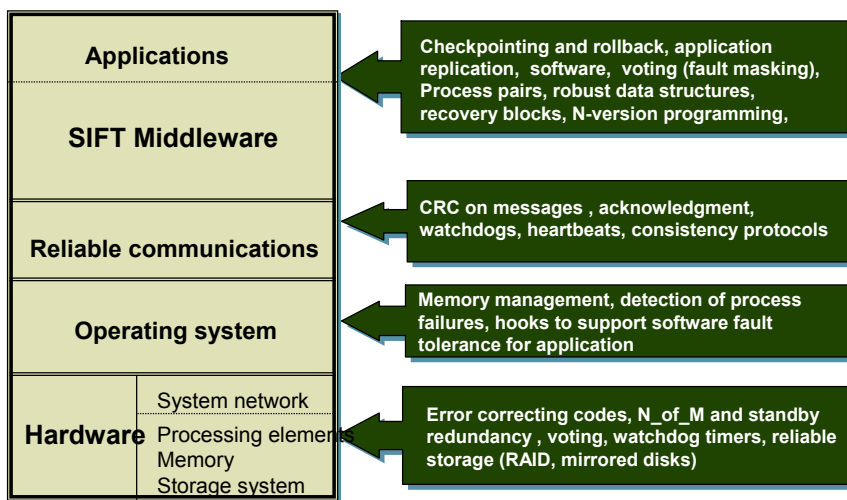 Applications
SIFT Middleware
Reliable communications
Operating system
Hardware
System network
Processing elements
Memory
Storage system
Checkpointing and rollback, application
replication, software, voting (fault masking),
Process pairs, robust data structures,
recovery blocks, N-version programming,
CRC on messages , acknowledgment,
watchdogs, heartbeats, consistency protocols
Memory management, detection of process
failures, hooks to support software fault
tolerance for application
Error correcting codes, N_of_M and standby
redundancy , voting, watchdog timers, reliable
storage (RAID, mirrored disks)